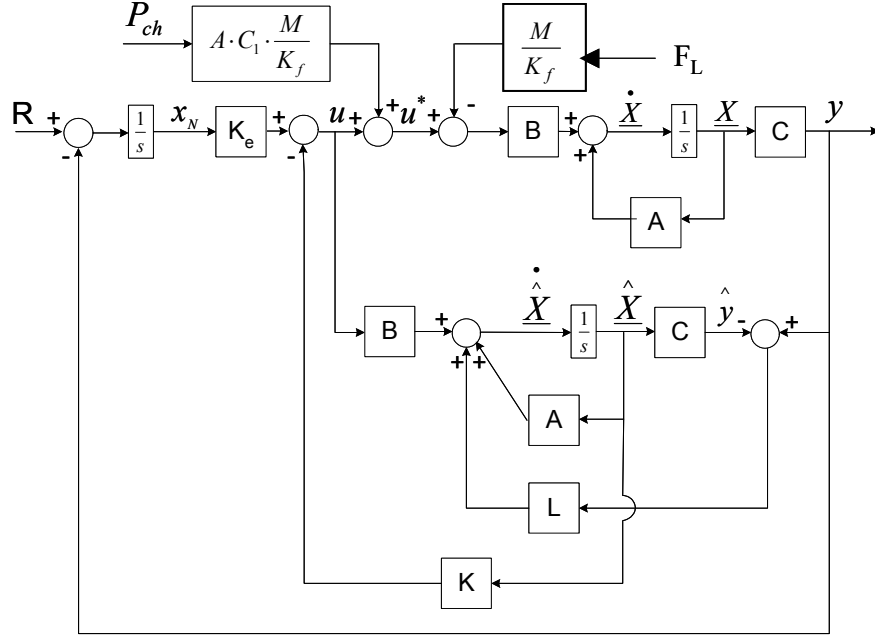 P_ch
A · C_1 · M/K_f
M/K_f
F_L
R + -
1/s
x_N
K_e
+ -
u + + u* + -
B
+ +
Ẋ
1/s
X
C
y
A
B
+ + +
X̂̇
1/s
X̂
C
ŷ - +
A
L
K